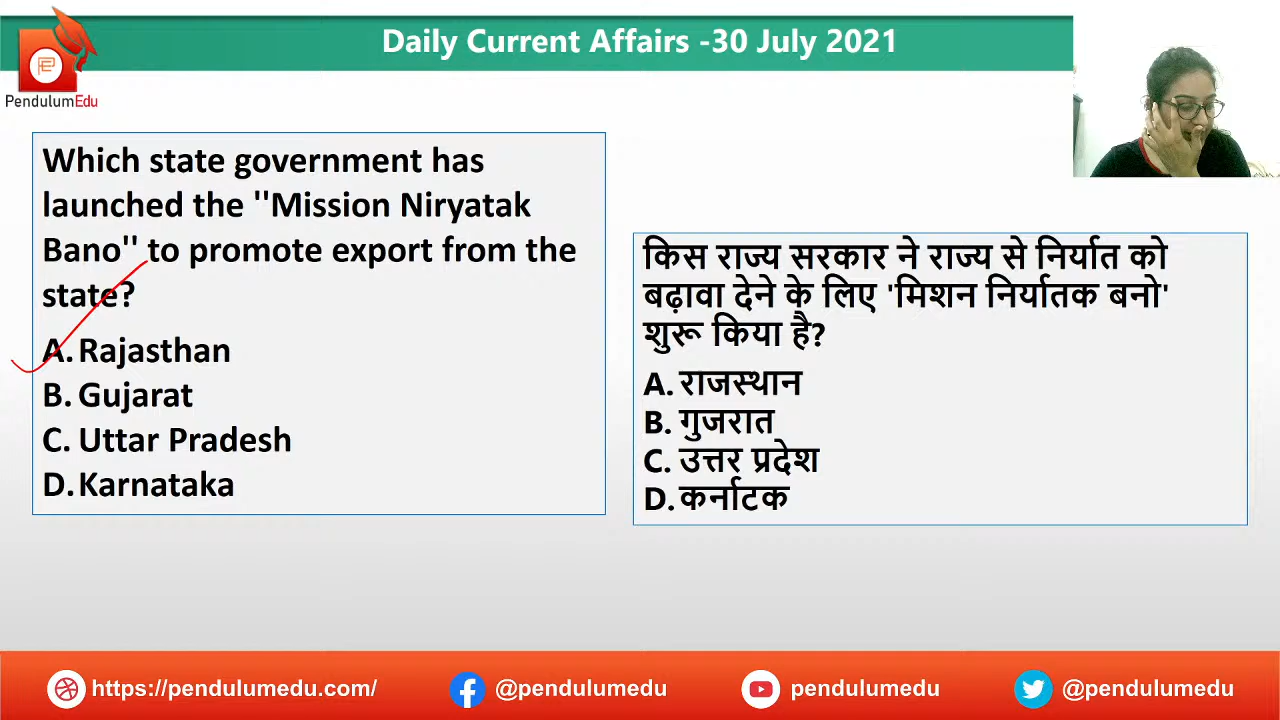 Daily Current Affairs -30 July 2021
PendulumEdu
Which state government has
launched the ''Mission Niryatak
Bano'' to promote export from the
state?
A. Rajasthan
B. Gujarat
C. Uttar Pradesh
D. Karnataka
किस राज्य सरकार ने राज्य से निर्यात को
बढ़ावा देने के लिए 'मिशन निर्यातक बनो'
शुरू किया है?
A. राजस्थान
B. गुजरात
C. उत्तर प्रदेश
D. कर्नाटक
https://pendulumedu.com/
@pendulumedu
pendulumedu
@pendulumedu